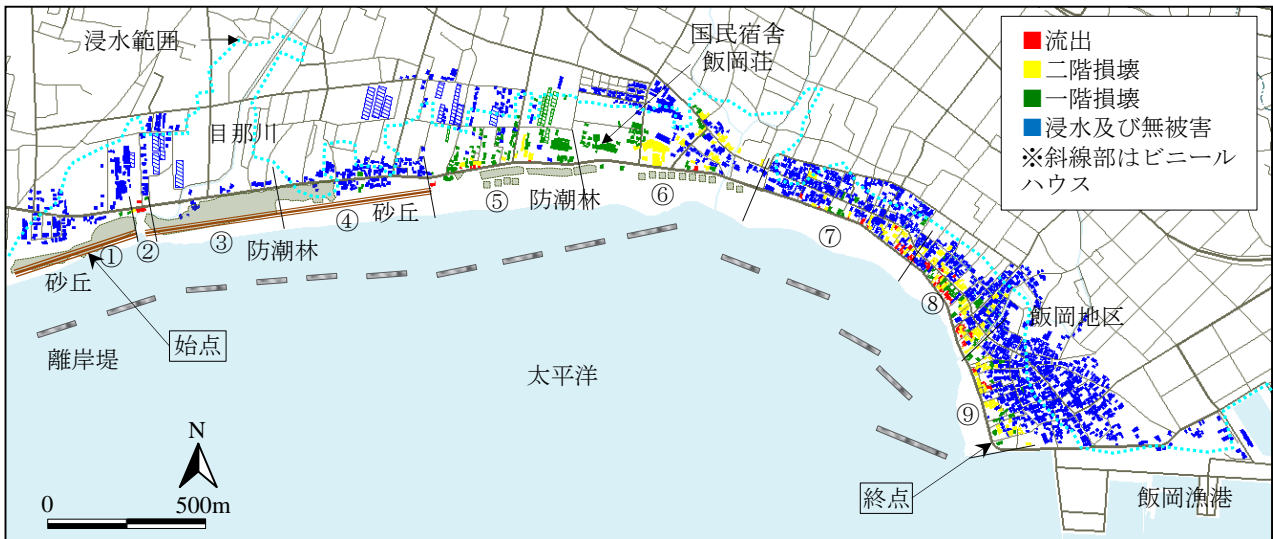 浸水範囲
国民宿舎
飯岡荘
■流出
■二階損壊
■一階損壊
■浸水及び無被害
※斜線部はビニール
ハウス
目那川
①
②
③
④
⑤
⑥
⑦
⑧
⑨
砂丘
防潮林
砂丘
防潮林
飯岡地区
始点
離岸堤
太平洋
終点
飯岡漁港
N
0
500m